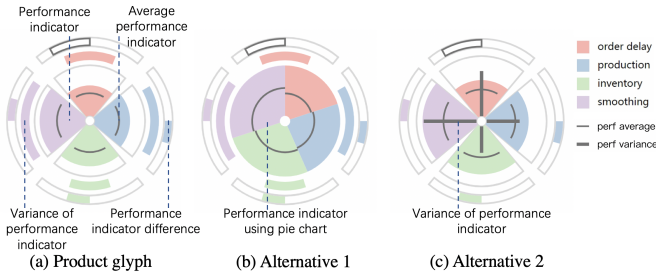 Performance
indicator
Average
performance
indicator
order delay
production
inventory
smoothing
perf average
perf variance
Variance of
performance
indicator
Performance
indicator difference
Performance indicator
using pie chart
Variance of performance
indicator
(a) Product glyph
(b) Alternative 1
(c) Alternative 2